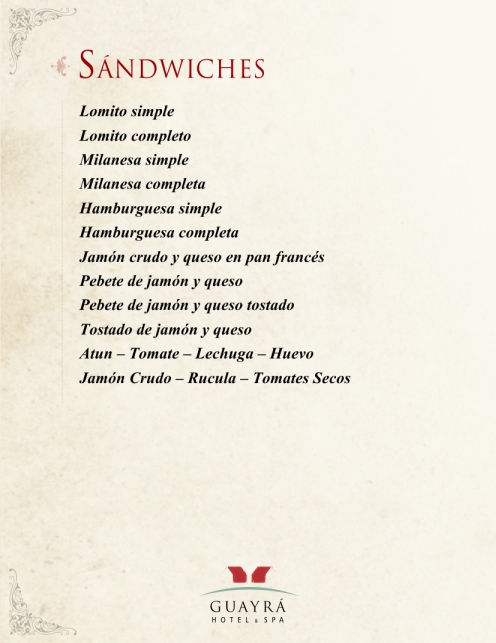 SÁNDWICHES
Lomito simple
Lomito completo
Milanesa simple
Milanesa completa
Hamburguesa simple
Hamburguesa completa
Jamón crudo y queso en pan francés
Pebete de jamón y queso
Pebete de jamón y queso tostado
Tostado de jamón y queso
Atun – Tomate – Lechuga – Huevo
Jamón Crudo – Rucula – Tomates Secos
GUAYRÁ
HOTEL & SPA